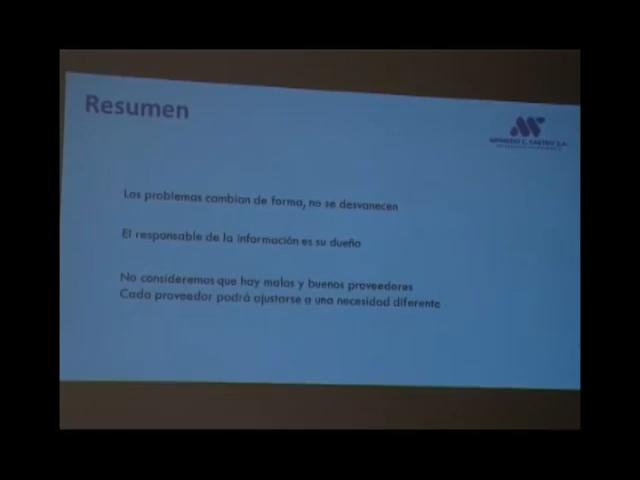 Resumen
Los problemas cambian de forma, no se desvanecen
El responsable de la información es su dueño
No consideremos que hay malos y buenos proveedores
Cada proveedor podrá ajustarse a una necesidad diferente